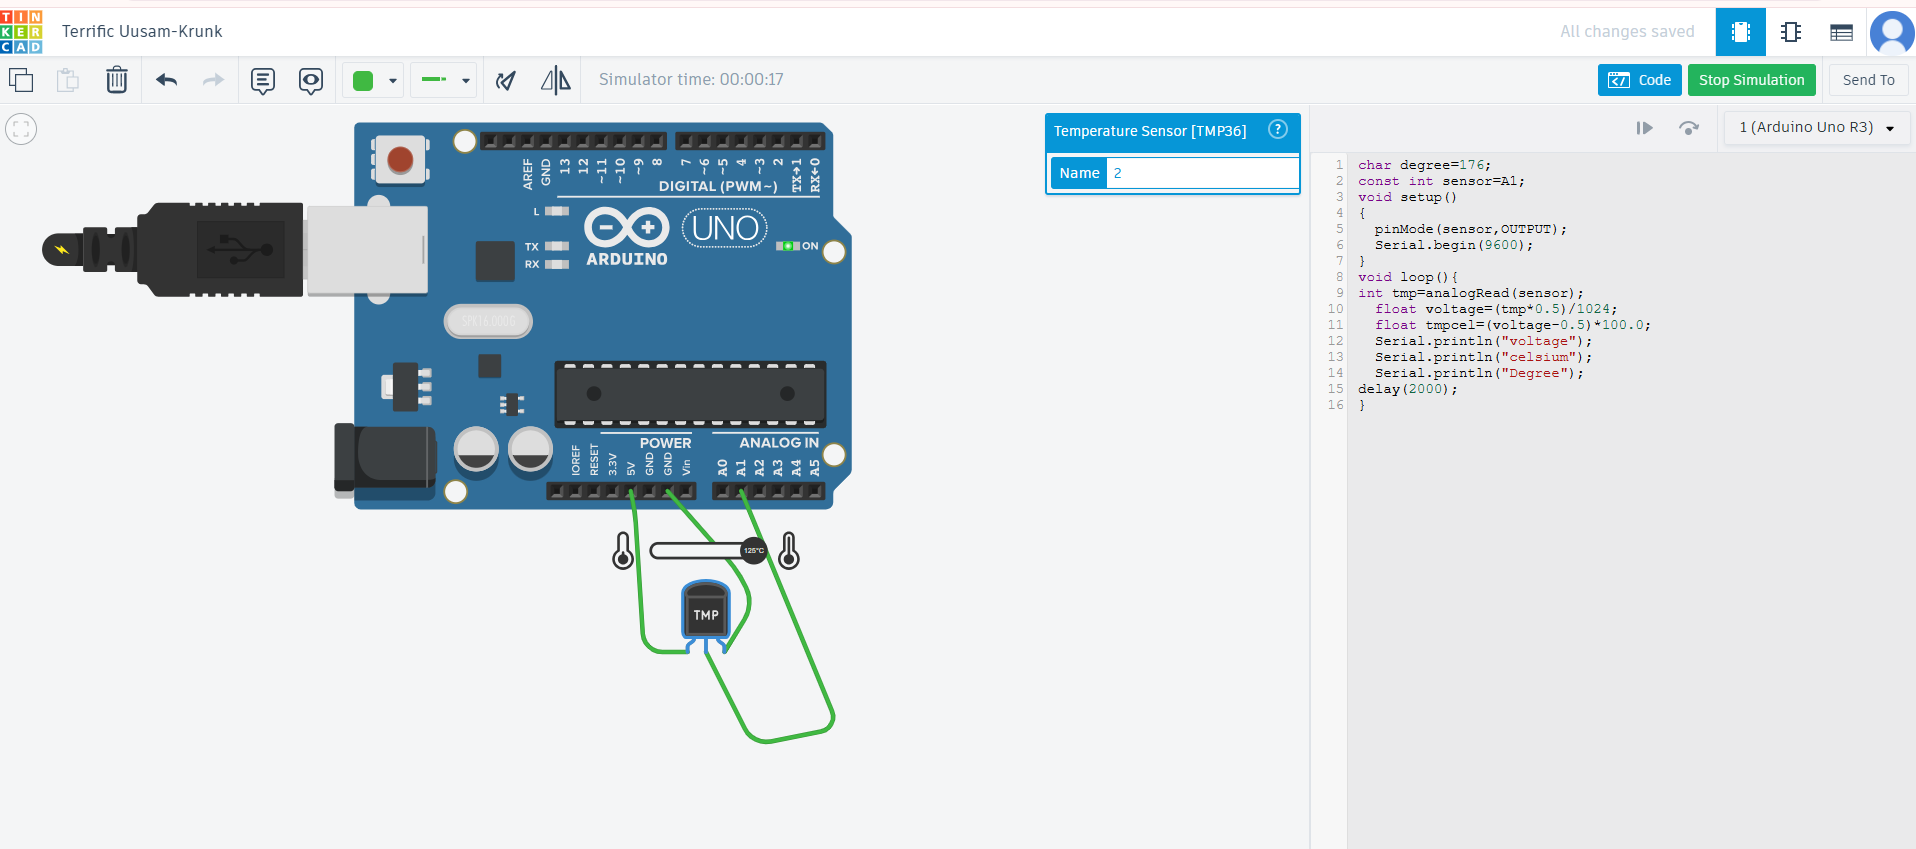 TIN
KER
CAD
Terrific Uusam-Krunk
All changes saved
Simulator time: 00:00:17
Code
Stop Simulation
Send To
Temperature Sensor [TMP36]
?
Name 2
1 (Arduino Uno R3)
AREF
GND
13
12
~11
~10
~9
8
7
~6
~5
4
~3
2
TX→1
RX←0
DIGITAL (PWM~)
L
TX
RX
UNO
ON
ARDUINO
SPK16.000G
POWER
ANALOG IN
IOREF
RESET
3.3V
5V
GND
GND
Vin
A0
A1
A2
A3
A4
A5
125°C
TMP
1 char degree=176;
2 const int sensor=A1;
3 void setup()
4 {
5 pinMode(sensor,OUTPUT);
6 Serial.begin(9600);
7 }
8 void loop(){
9 int tmp=analogRead(sensor);
10 float voltage=(tmp*0.5)/1024;
11 float tmpcel=(voltage-0.5)*100.0;
12 Serial.println("voltage");
13 Serial.println("celsium");
14 Serial.println("Degree");
15 delay(2000);
16 }